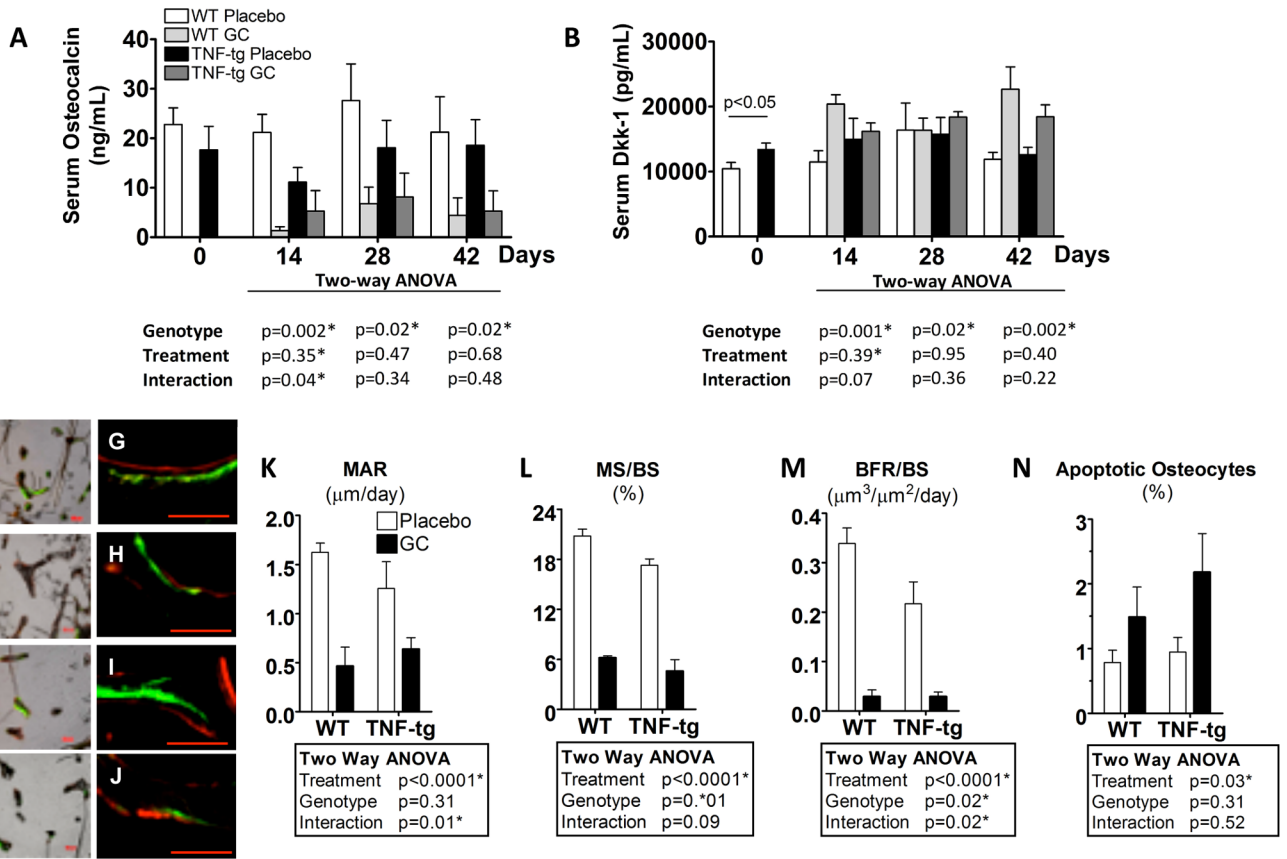 A
Serum Osteocalcin
(ng/mL)
WT Placebo
WT GC
TNF-tg Placebo
TNF-tg GC
40
30
20
10
0
0 14 28 42 Days
Two-way ANOVA
Genotype p=0.002* p=0.02* p=0.02*
Treatment p=0.35* p=0.47 p=0.68
Interaction p=0.04* p=0.34 p=0.48
B
Serum Dkk-1 (pg/mL)
30000
20000
10000
0
p<0.05
0 14 28 42 Days
Two-way ANOVA
Genotype p=0.001* p=0.02* p=0.002*
Treatment p=0.39* p=0.95 p=0.40
Interaction p=0.07 p=0.36 p=0.22
G
H
I
J
K
MAR
(μm/day)
Placebo
GC
2.0
1.5
1.0
0.5
0.0
WT TNF-tg
Two Way ANOVA
Treatment p<0.0001*
Genotype p=0.31
Interaction p=0.01*
L
MS/BS
(%)
24
18
12
6
0
WT TNF-tg
Two Way ANOVA
Treatment p<0.0001*
Genotype p=0.*01
Interaction p=0.09
M
BFR/BS
(μm³/μm²/day)
0.4
0.3
0.2
0.1
0.0
WT TNF-tg
Two Way ANOVA
Treatment p<0.0001*
Genotype p=0.02*
Interaction p=0.02*
N
Apoptotic Osteocytes
(%)
3
2
1
0
WT TNF-tg
Two Way ANOVA
Treatment p=0.03*
Genotype p=0.31
Interaction p=0.52